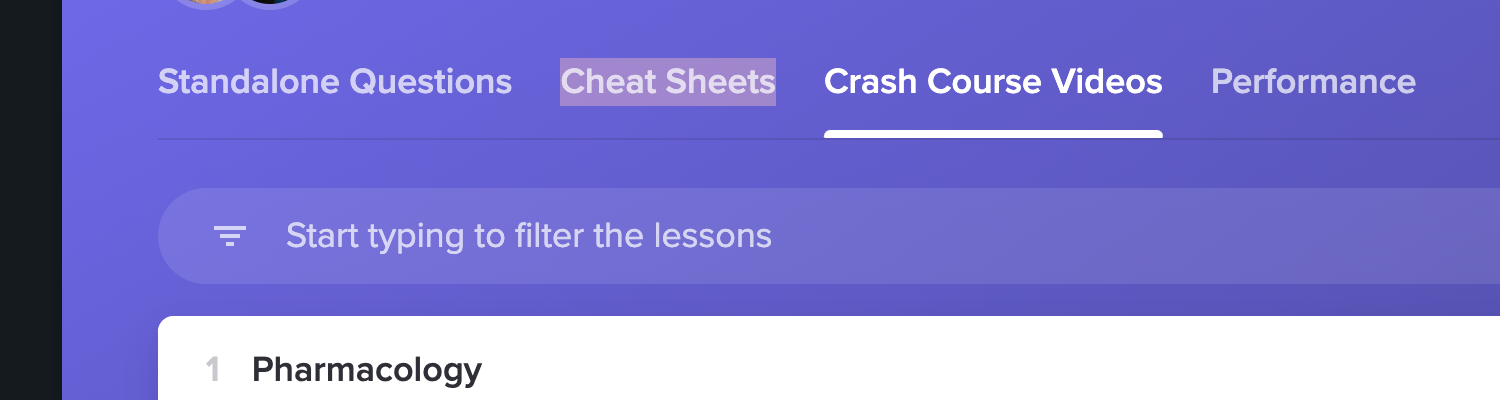 Standalone Questions Cheat Sheets Crash Course Videos Performance
Start typing to filter the lessons
1 Pharmacology